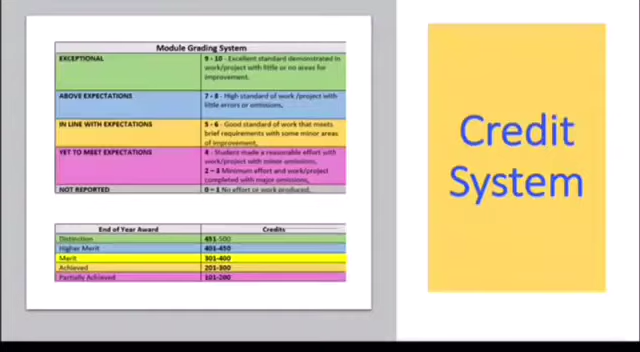 Module Grading System
EXCEPTIONAL
9 - 10 - Excellent standard demonstrated in
work/project with little or no areas for
improvement.
ABOVE EXPECTATIONS
7 - 8 - High standard of work /project with
little errors or omissions.
IN LINE WITH EXPECTATIONS
5 - 6 - Good standard of work that meets
brief requirements with some minor areas
of improvement.
YET TO MEET EXPECTATIONS
4 - Student made a reasonable effort with
work/project with minor omissions.
2 - 3 Minimum effort and work/project
completed with major omissions.
NOT REPORTED
0 - 1 No effort or work produced.
End of Year Award Credits
Distinction 451-500
Higher Merit 401-450
Merit 301-400
Achieved 201-300
Partially Achieved 101-200
Credit
System